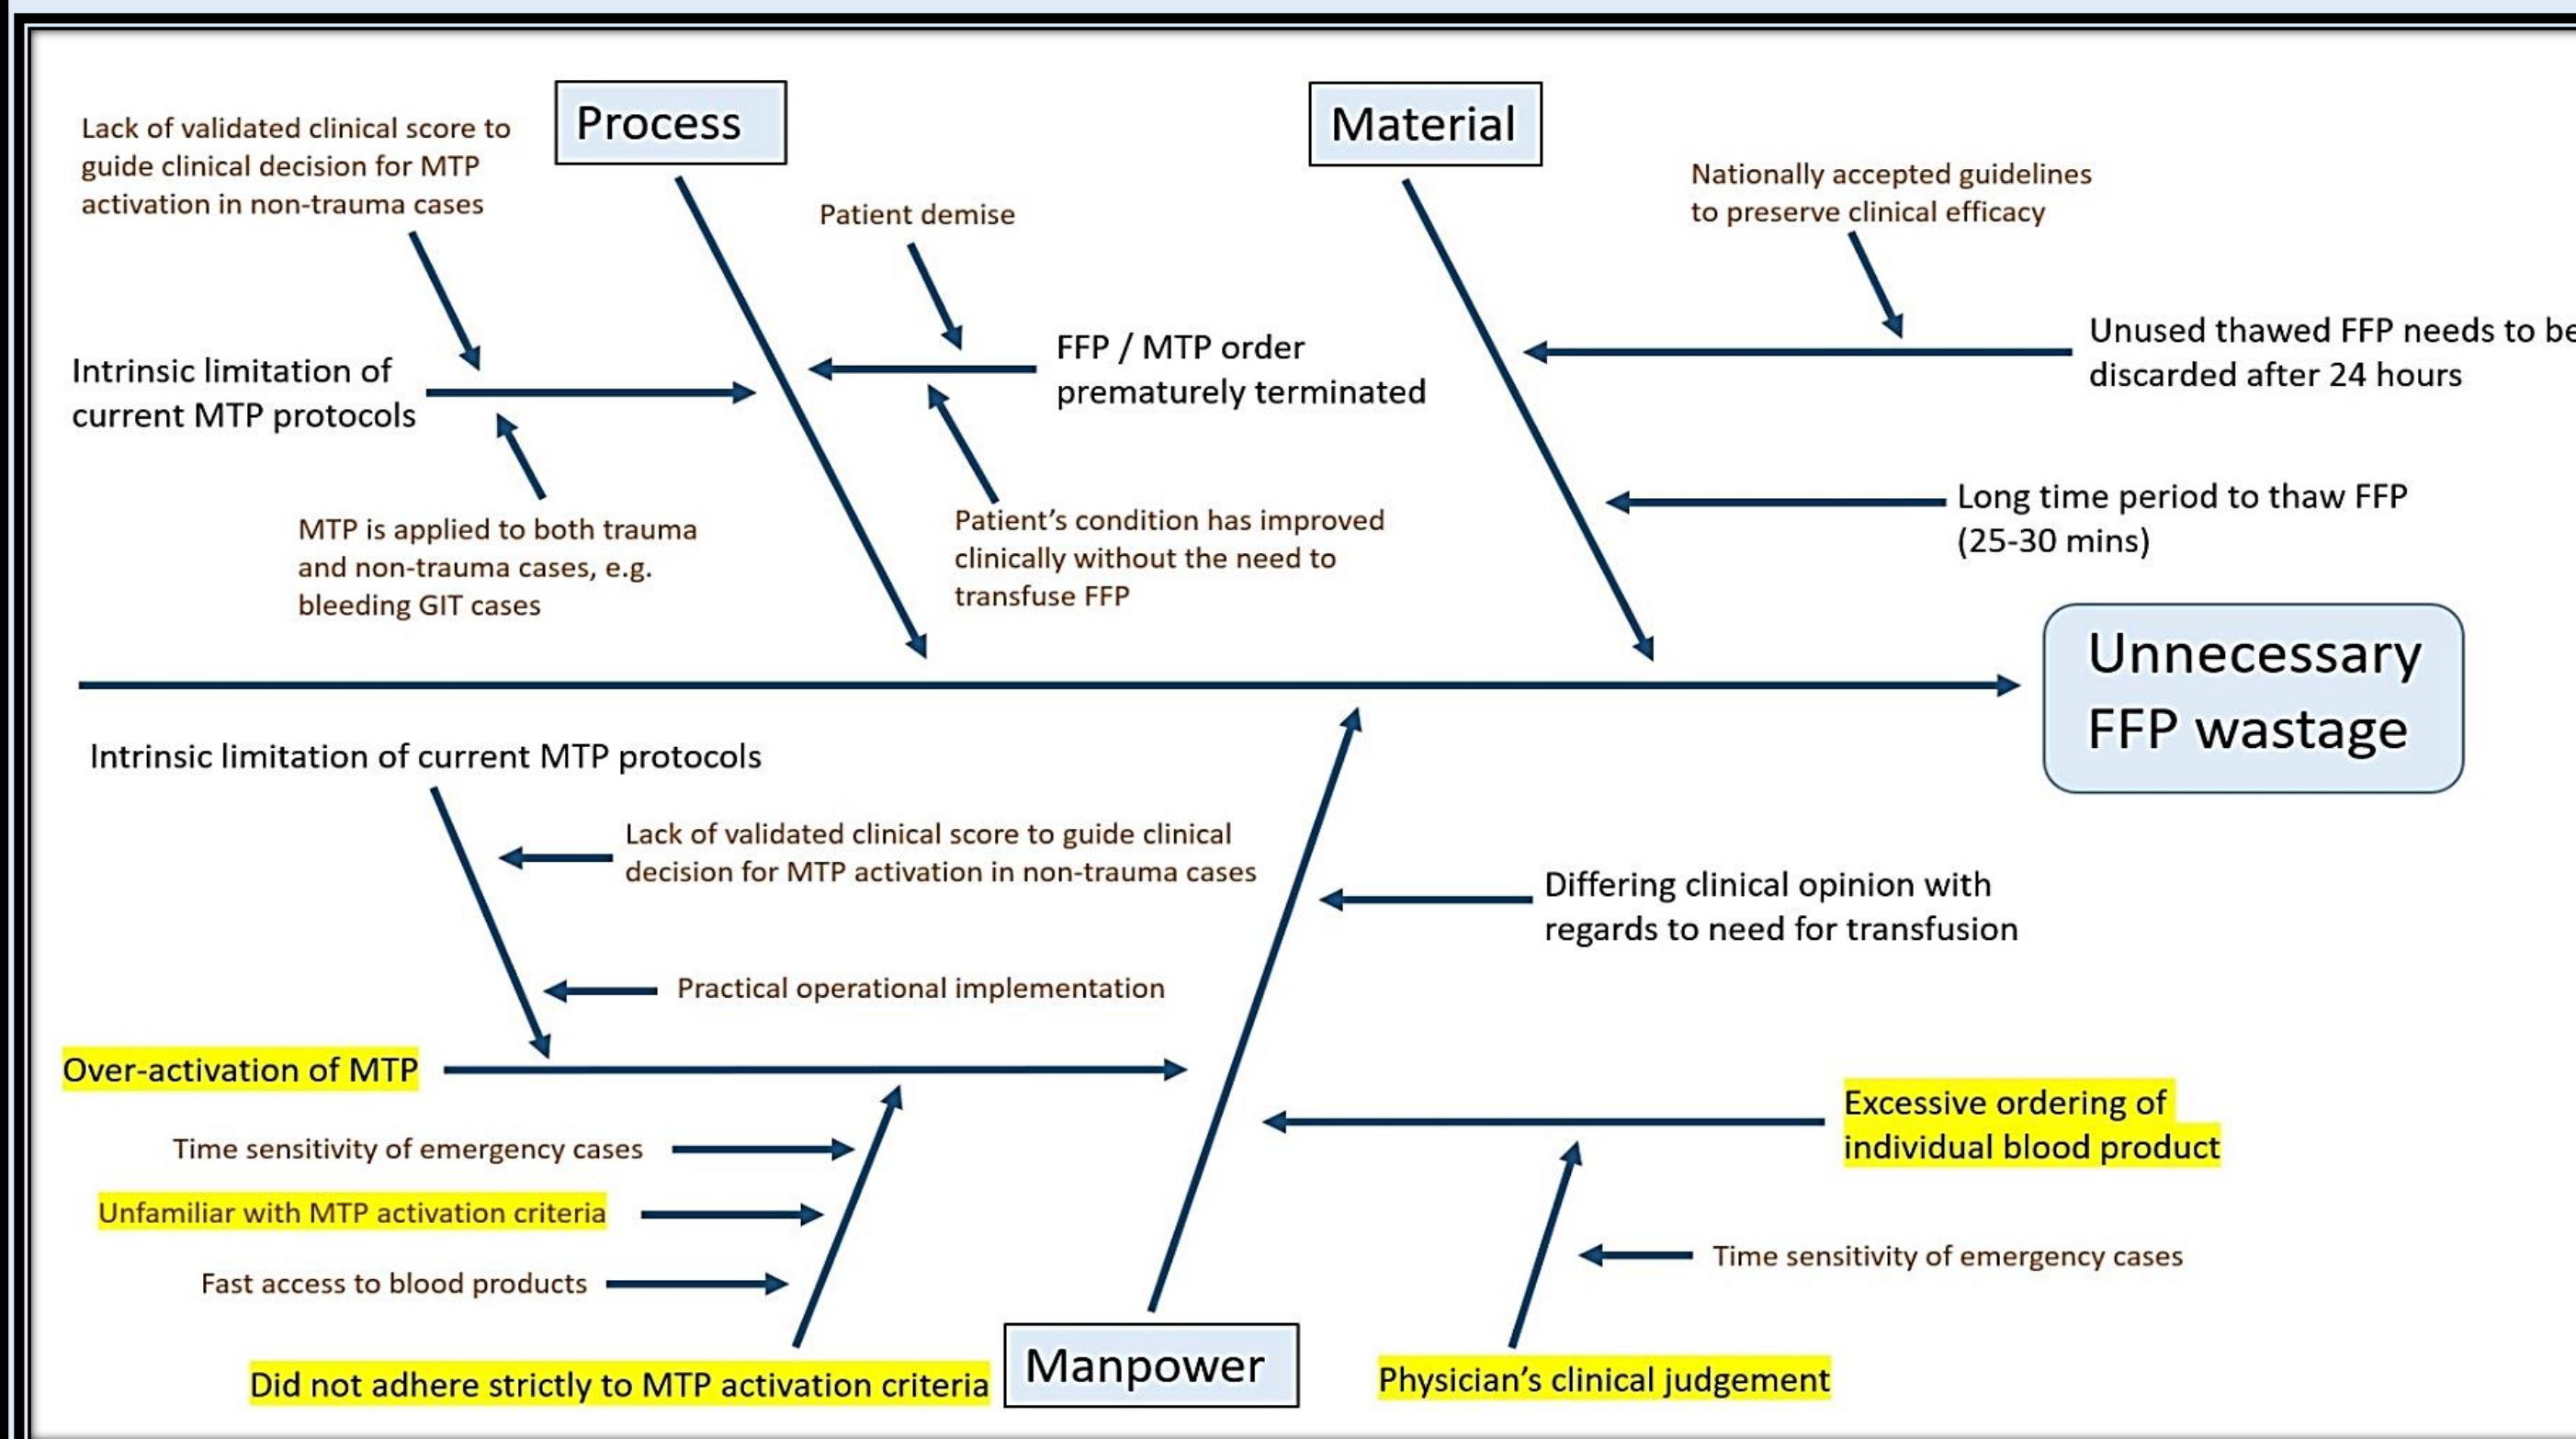 Process
Material
Lack of validated clinical score to
guide clinical decision for MTP
activation in non-trauma cases
Patient demise
Nationally accepted guidelines
to preserve clinical efficacy
Intrinsic limitation of
current MTP protocols
FFP / MTP order
prematurely terminated
Unused thawed FFP needs to be
discarded after 24 hours
MTP is applied to both trauma
and non-trauma cases, e.g.
bleeding GIT cases
Patient’s condition has improved
clinically without the need to
transfuse FFP
Long time period to thaw FFP
(25-30 mins)
Unnecessary
FFP wastage
Intrinsic limitation of current MTP protocols
Lack of validated clinical score to guide clinical
decision for MTP activation in non-trauma cases
Differing clinical opinion with
regards to need for transfusion
Practical operational implementation
Over-activation of MTP
Excessive ordering of
individual blood product
Time sensitivity of emergency cases
Unfamiliar with MTP activation criteria
Fast access to blood products
Time sensitivity of emergency cases
Did not adhere strictly to MTP activation criteria
Manpower
Physician’s clinical judgement